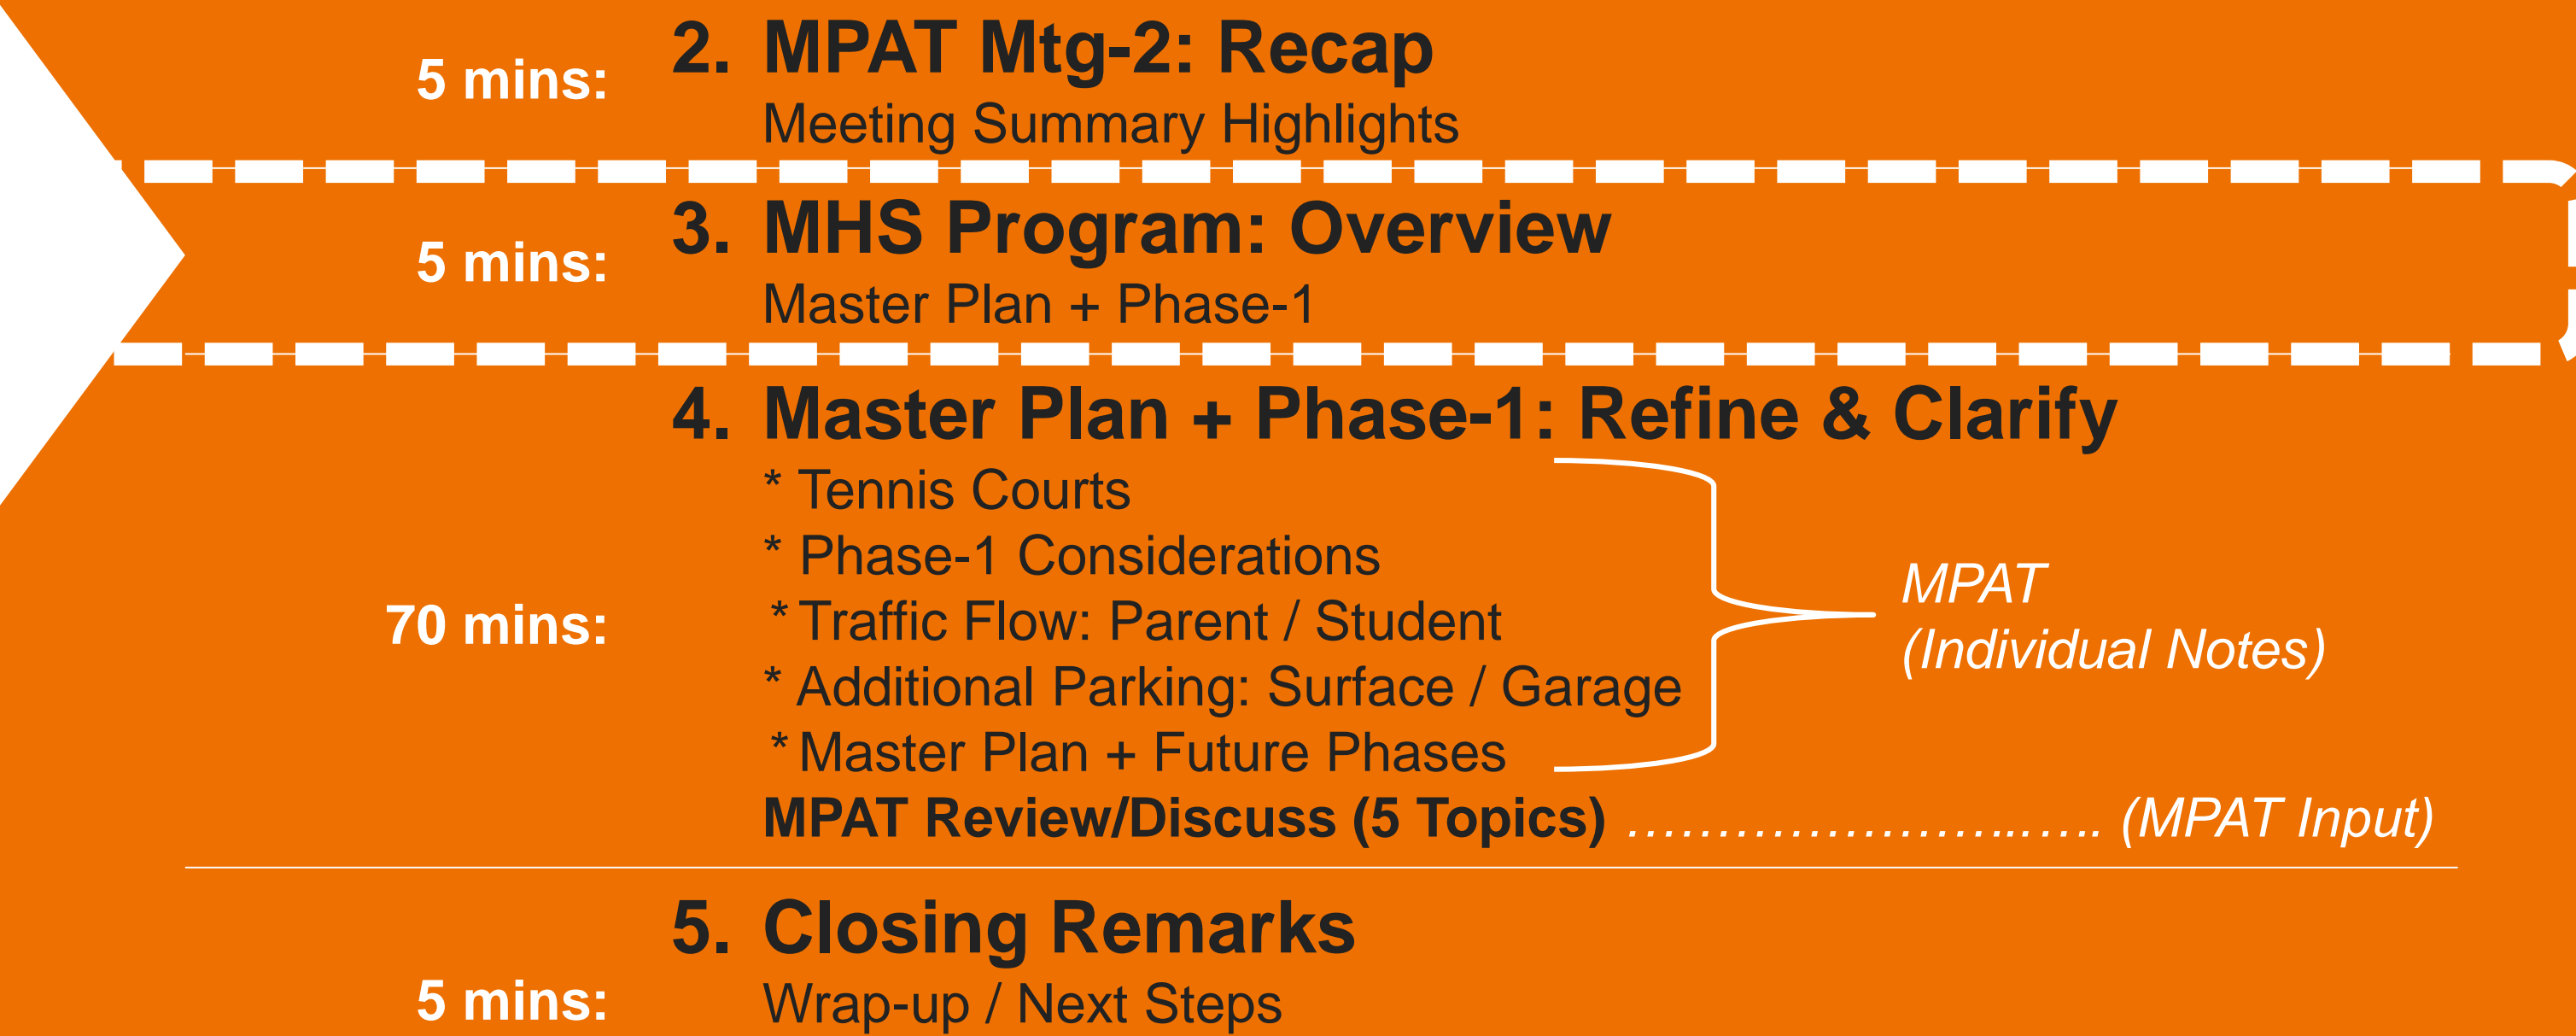 5 mins:
2. MPAT Mtg-2: Recap
Meeting Summary Highlights
5 mins:
3. MHS Program: Overview
Master Plan + Phase-1
70 mins:
4. Master Plan + Phase-1: Refine & Clarify
* Tennis Courts
* Phase-1 Considerations
* Traffic Flow: Parent / Student
* Additional Parking: Surface / Garage
* Master Plan + Future Phases
MPAT
(Individual Notes)
MPAT Review/Discuss (5 Topics) ………………….…. (MPAT Input)
5 mins:
5. Closing Remarks
Wrap-up / Next Steps